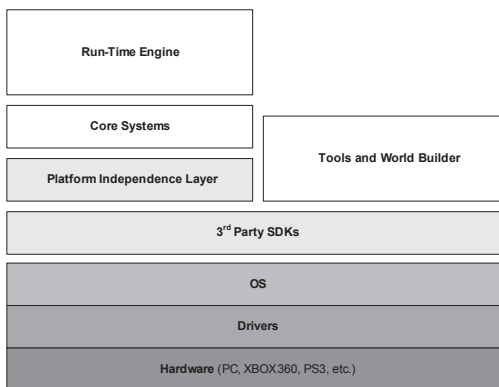 Run-Time Engine
Core Systems
Platform Independence Layer
Tools and World Builder
3rd Party SDKs
OS
Drivers
Hardware (PC, XBOX360, PS3, etc.)